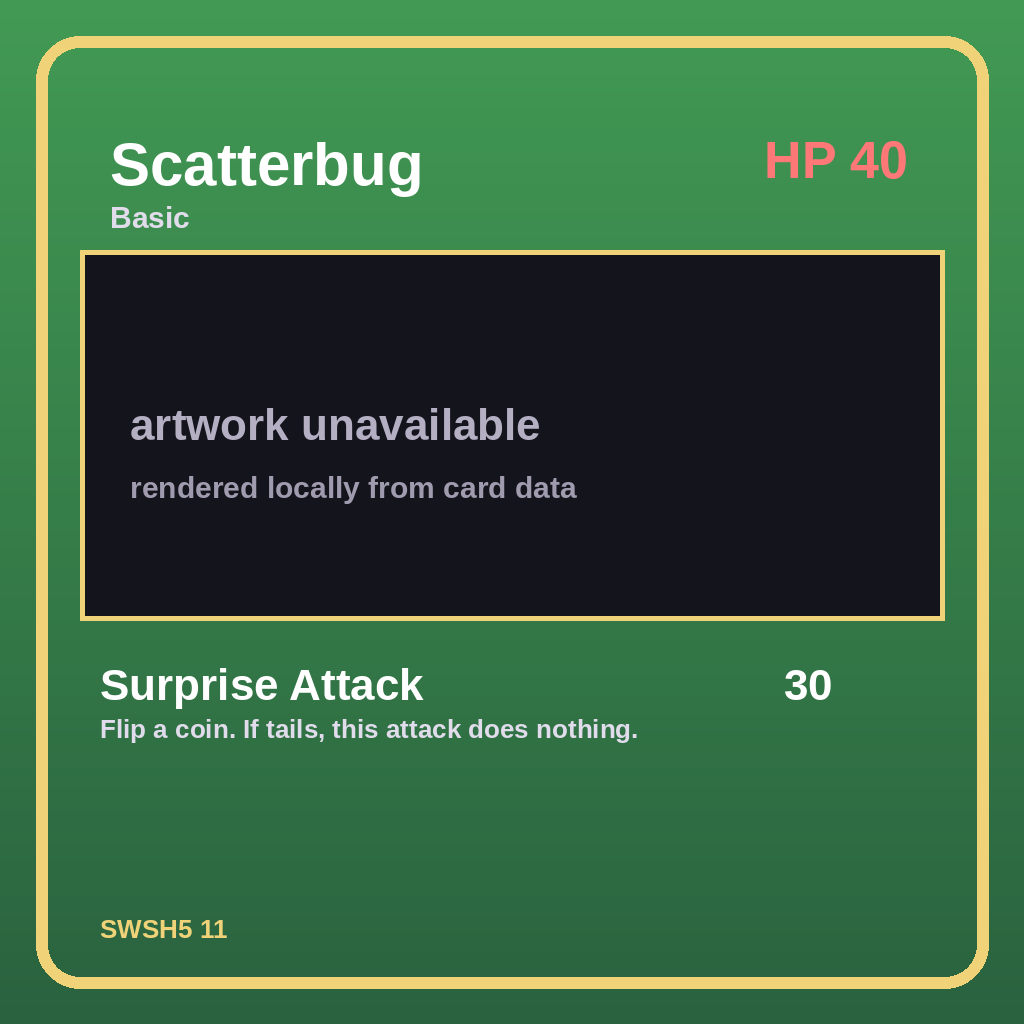 Scatterbug
HP 40
Basic
artwork unavailable
rendered locally from card data
Surprise Attack
30
Flip a coin. If tails, this attack does nothing.
SWSH5 11